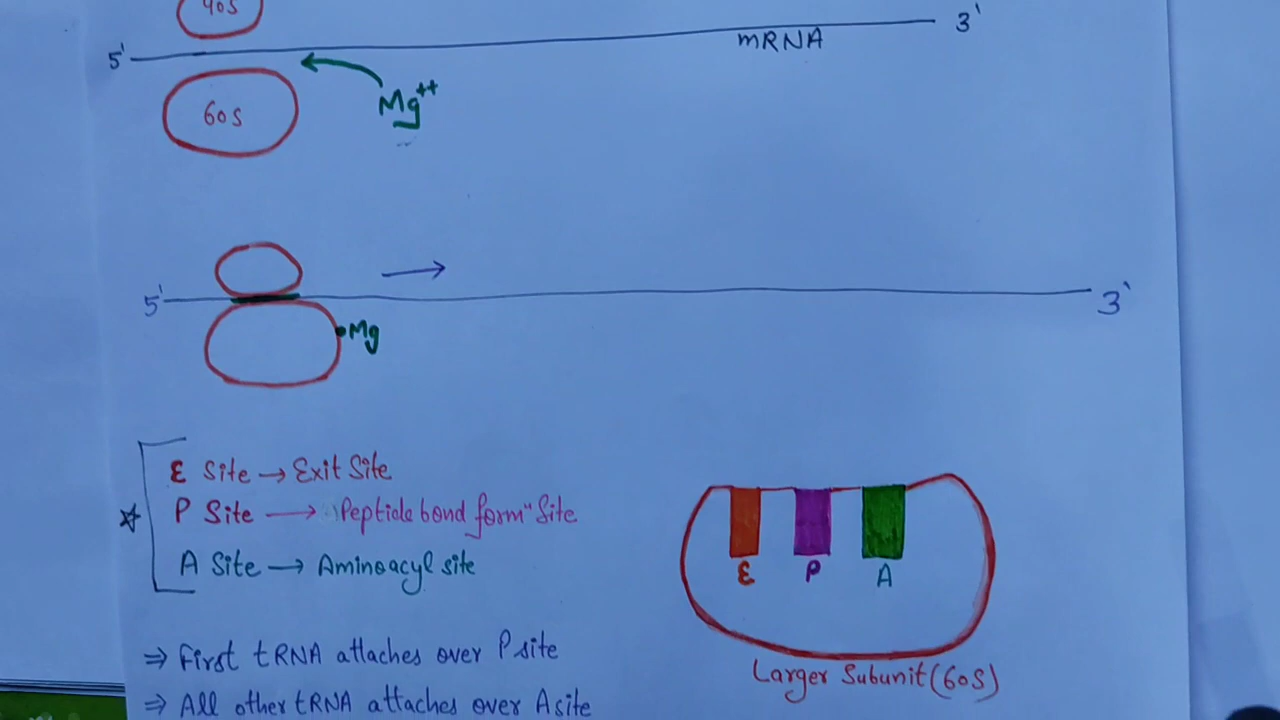 40S
5' mRNA 3'
60S
Mg++
5' 3'
Mg
E Site → Exit Site
P Site → Peptide bond form" Site
A Site → Aminoacyl site
E P A
⇒ First tRNA attaches over P site
Larger Subunit (60S)
⇒ All other tRNA attaches over A site